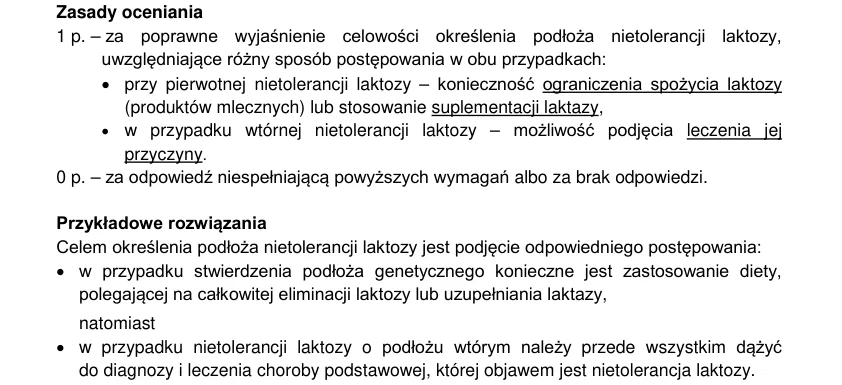 Zasady oceniania
1 p. – za poprawne wyjaśnienie celowości określenia podłoża nietolerancji laktozy,
uwzględniające różny sposób postępowania w obu przypadkach:
• przy pierwotnej nietolerancji laktozy – konieczność ograniczenia spożycia laktozy
(produktów mlecznych) lub stosowanie suplementacji laktazy,
• w przypadku wtórnej nietolerancji laktozy – możliwość podjęcia leczenia jej
przyczyny.
0 p. – za odpowiedź niespełniającą powyższych wymagań albo za brak odpowiedzi.
Przykładowe rozwiązania
Celem określenia podłoża nietolerancji laktozy jest podjęcie odpowiedniego postępowania:
• w przypadku stwierdzenia podłoża genetycznego konieczne jest zastosowanie diety,
polegającej na całkowitej eliminacji laktozy lub uzupełniania laktazy,
natomiast
• w przypadku nietolerancji laktozy o podłożu wtórym należy przede wszystkim dążyć
do diagnozy i leczenia choroby podstawowej, której objawem jest nietolerancja laktozy.